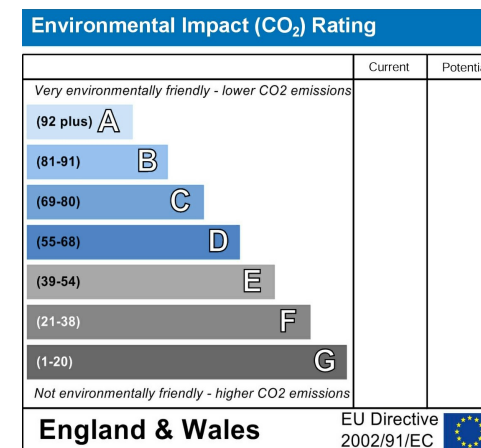 Environmental Impact (CO₂) Rating
Current Potentia
Very environmentally friendly - lower CO2 emissions
(92 plus) A
(81-91) B
(69-80) C
(55-68) D
(39-54) E
(21-38) F
(1-20) G
Not environmentally friendly - higher CO2 emissions
England & Wales
EU Directive
2002/91/EC